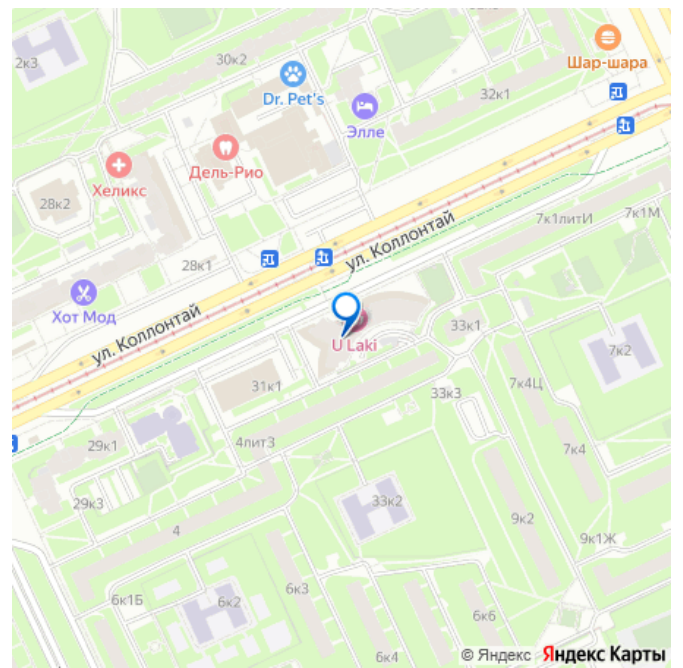 2к3
30к2
Шар-шара
Dr. Pet's
32к1
Элле
Дель-Рио
Хеликс
28к2
7к1литИ
7к1М
ул. Коллонтай
28к1
Хот Мод
ул. Коллонтай
33к1
U Laki
7к2
31к1
7к4Ц
33к3
29к1
4литЗ
7к4
33к2
29к3
9к2
4
9к1Ж
6к3
6к1Б
6к2
6к6
6к4
© Яндекс Яндекс Карты